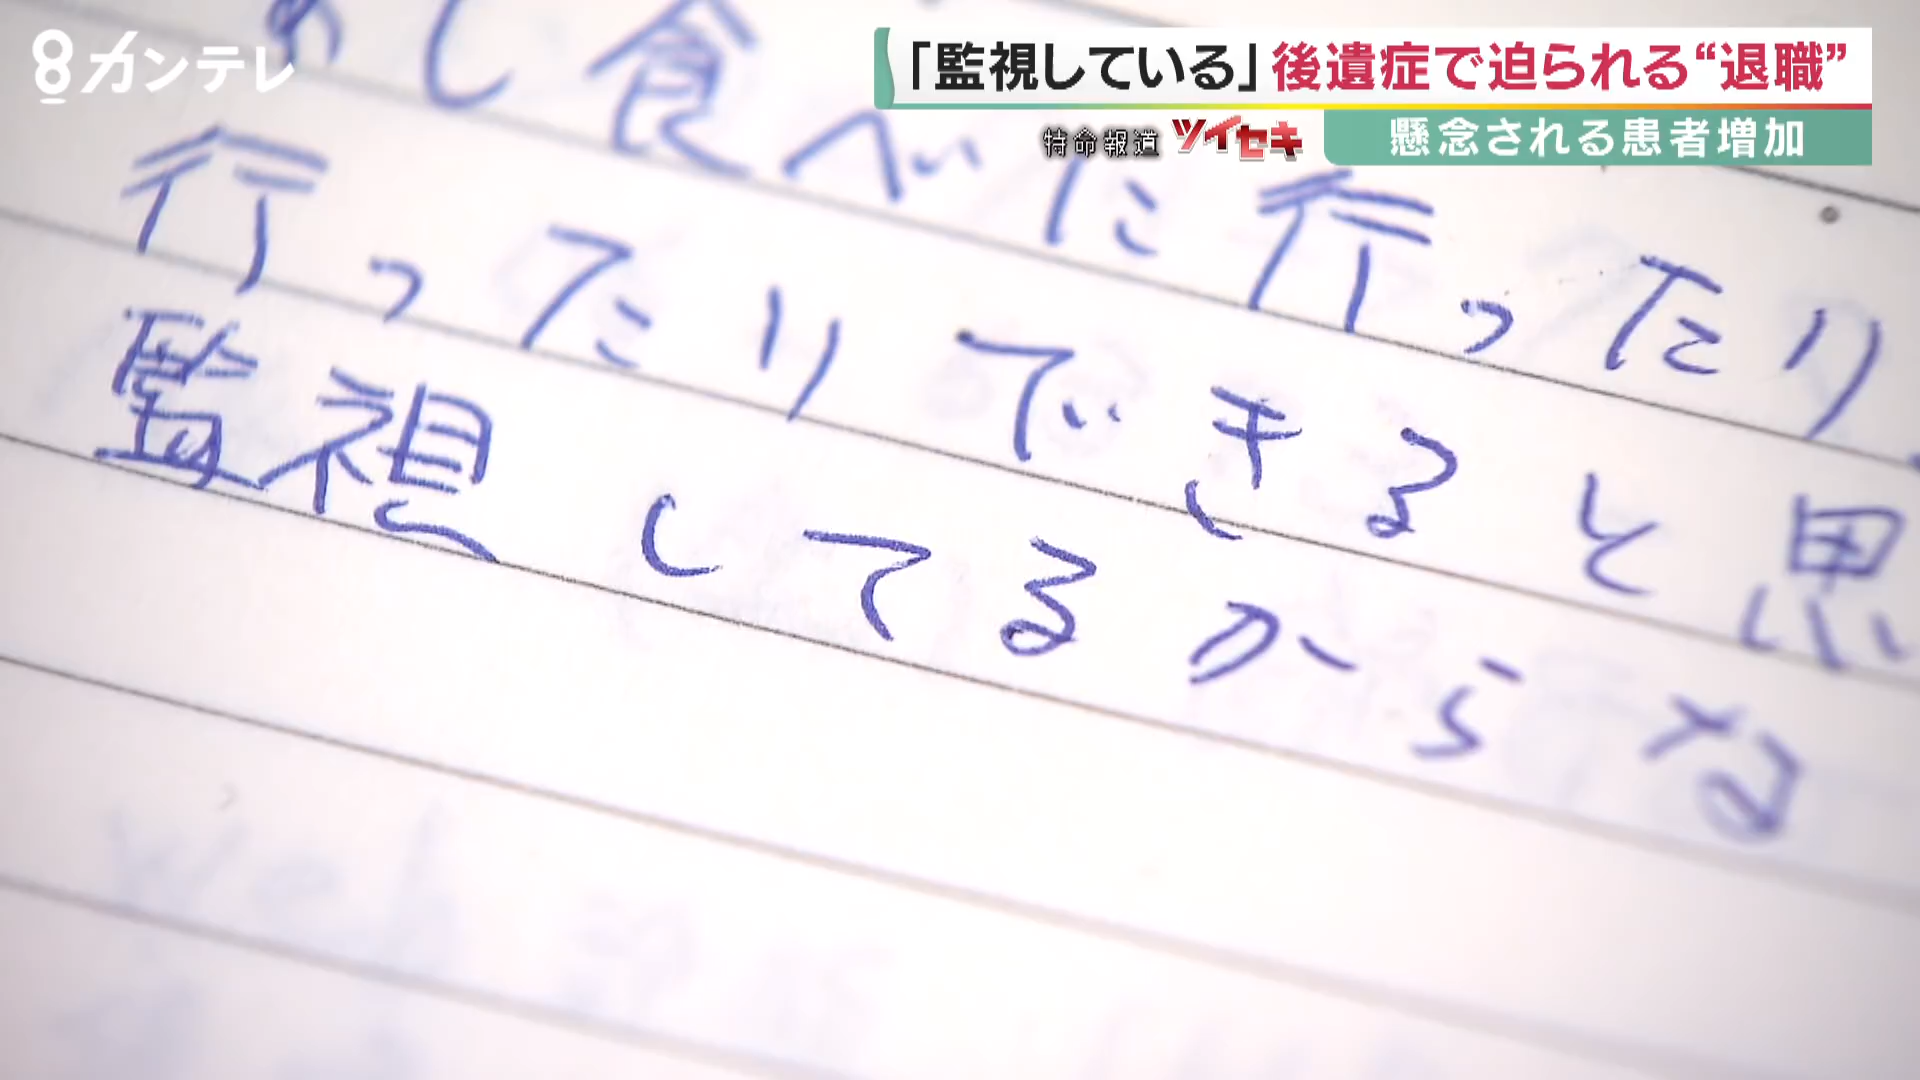 8カンテレ
「監視している」後遺症で迫られる“退職”
特命報道 ツイセキ
懸念される患者増加
めし食べに行ったり、
行ったりできると思
監視してるからな